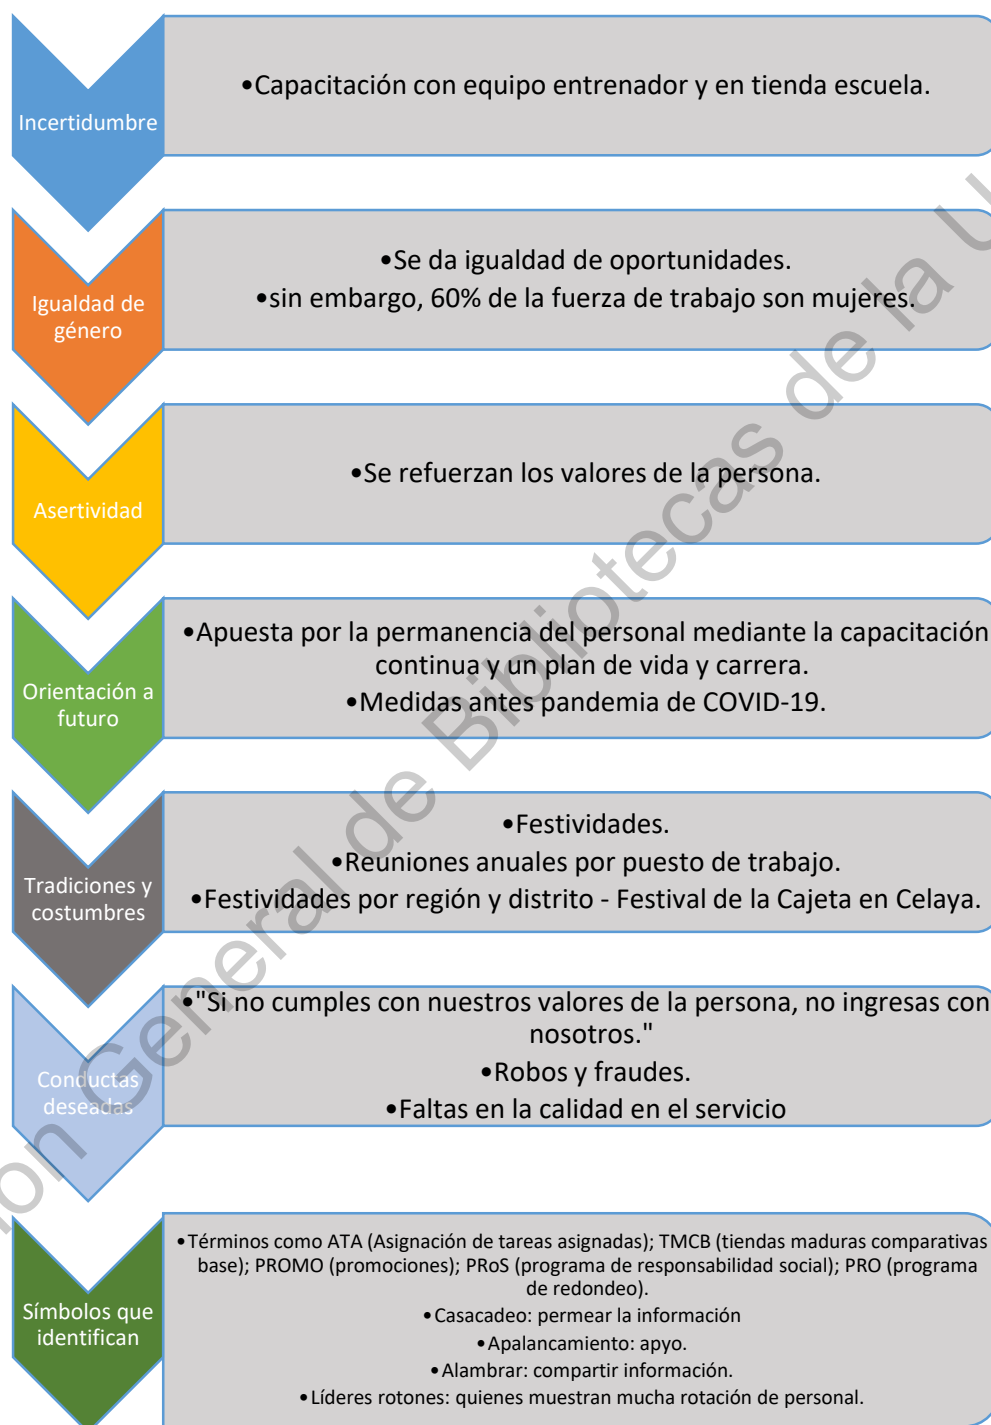 Incertidumbre
•Capacitación con equipo entrenador y en tienda escuela.
Igualdad de
género
•Se da igualdad de oportunidades.
•sin embargo, 60% de la fuerza de trabajo son mujeres.
Asertividad
•Se refuerzan los valores de la persona.
Orientación a
futuro
•Apuesta por la permanencia del personal mediante la capacitación
continua y un plan de vida y carrera.
•Medidas antes pandemia de COVID-19.
Tradiciones y
costumbres
•Festividades.
•Reuniones anuales por puesto de trabajo.
•Festividades por región y distrito - Festival de la Cajeta en Celaya.
Conductas
deseadas
•"Si no cumples con nuestros valores de la persona, no ingresas con
nosotros."
•Robos y fraudes.
•Faltas en la calidad en el servicio
Símbolos que
identifican
•Términos como ATA (Asignación de tareas asignadas); TMCB (tiendas maduras comparativas
base); PROMO (promociones); PRoS (programa de responsabilidad social); PRO (programa
de redondeo).
•Casacadeo: permear la información
•Apalancamiento: apyo.
•Alambrar: compartir información.
•Líderes rotones: quienes muestran mucha rotación de personal.
General de Bibliotecas de la